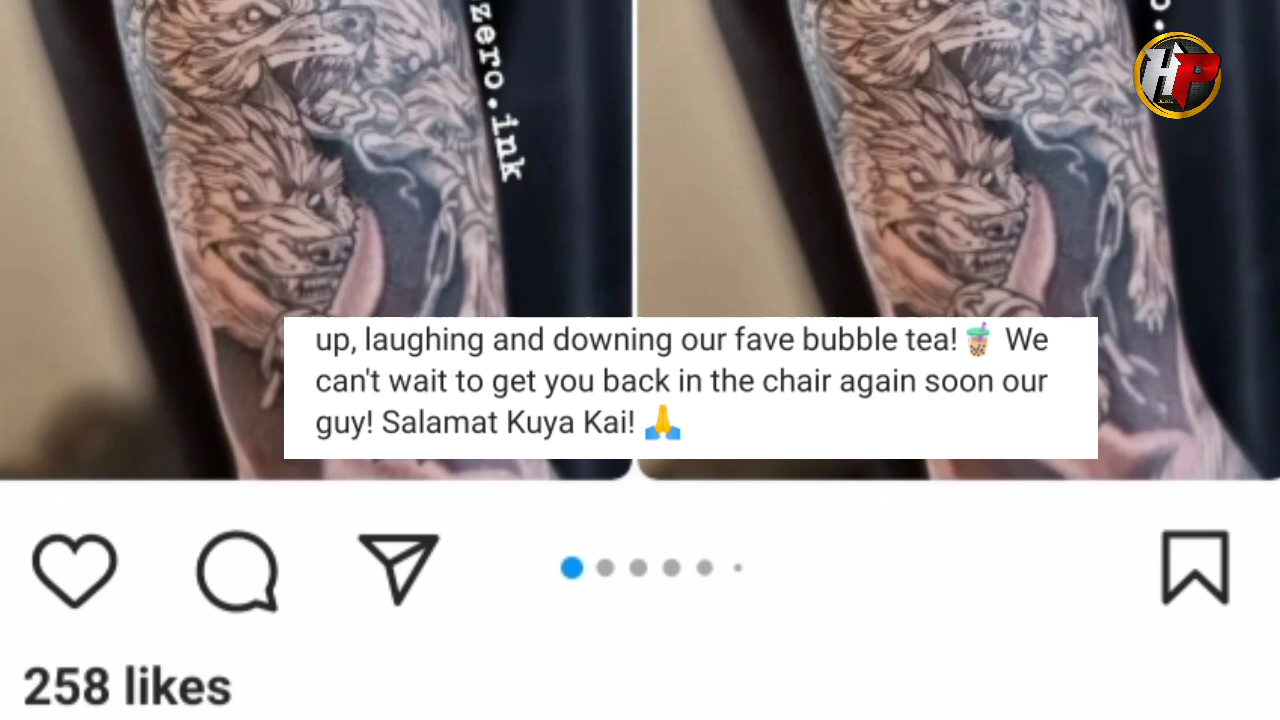 zero.ink
o.
HP
up, laughing and downing our fave bubble tea!🧋 We
can't wait to get you back in the chair again soon our
guy! Salamat Kuya Kai! 🙏
258 likes